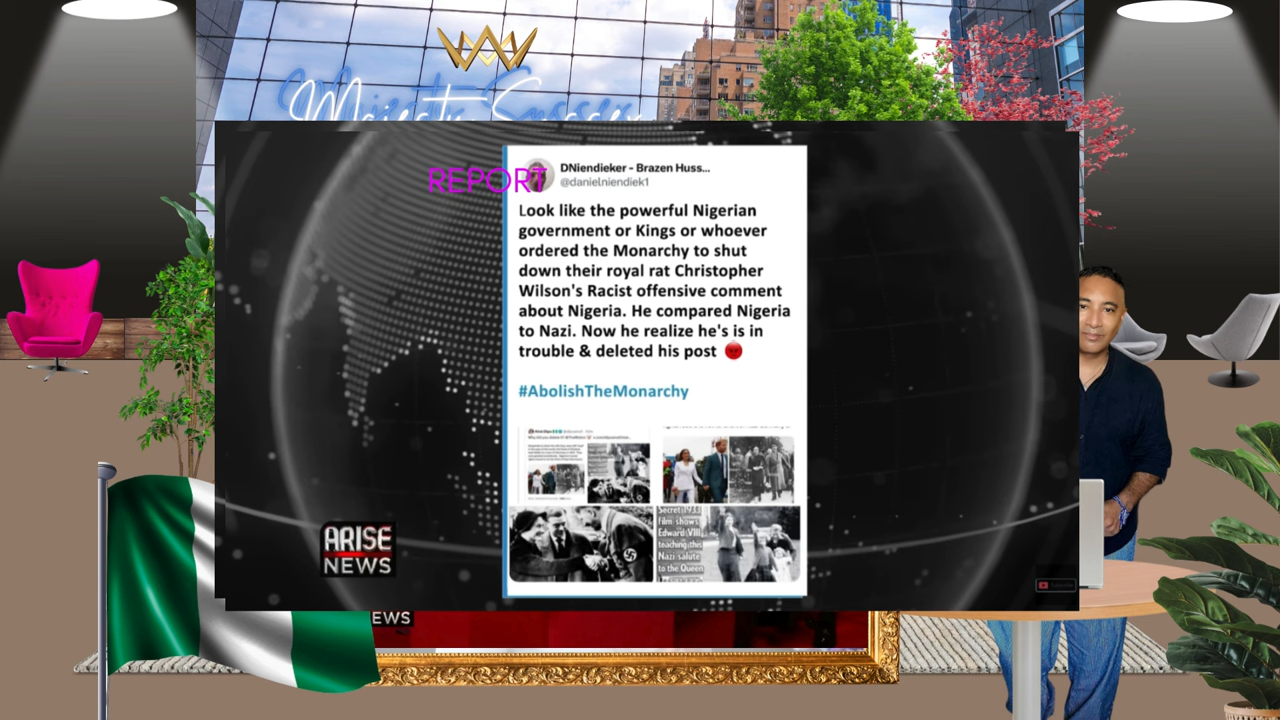 Majestic Sussex
REPORT
DNiendieker - Brazen Huss...
@danielniendiek1
Look like the powerful Nigerian
government or Kings or whoever
ordered the Monarchy to shut
down their royal rat Christopher
Wilson's Racist offensive comment
about Nigeria. He compared Nigeria
to Nazi. Now he realize he's is in
trouble & deleted his post
#AbolishTheMonarchy
Secret 1933
film shows
Edward VIII
teaching this
Nazi salute
to the Queen
ARISE
NEWS
EWS